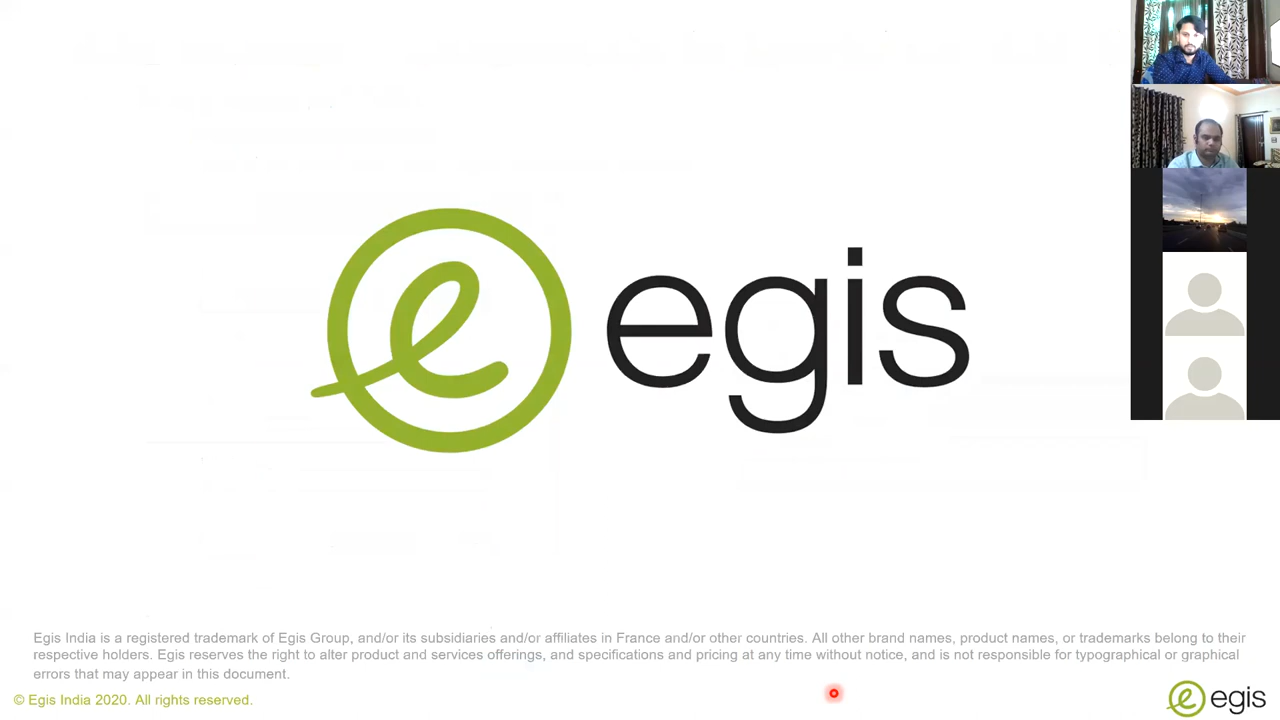 egis
Egis India is a registered trademark of Egis Group, and/or its subsidiaries and/or affiliates in France and/or other countries. All other brand names, product names, or trademarks belong to their
respective holders. Egis reserves the right to alter product and services offerings, and specifications and pricing at any time without notice, and is not responsible for typographical or graphical
errors that may appear in this document.
© Egis India 2020. All rights reserved.
egis